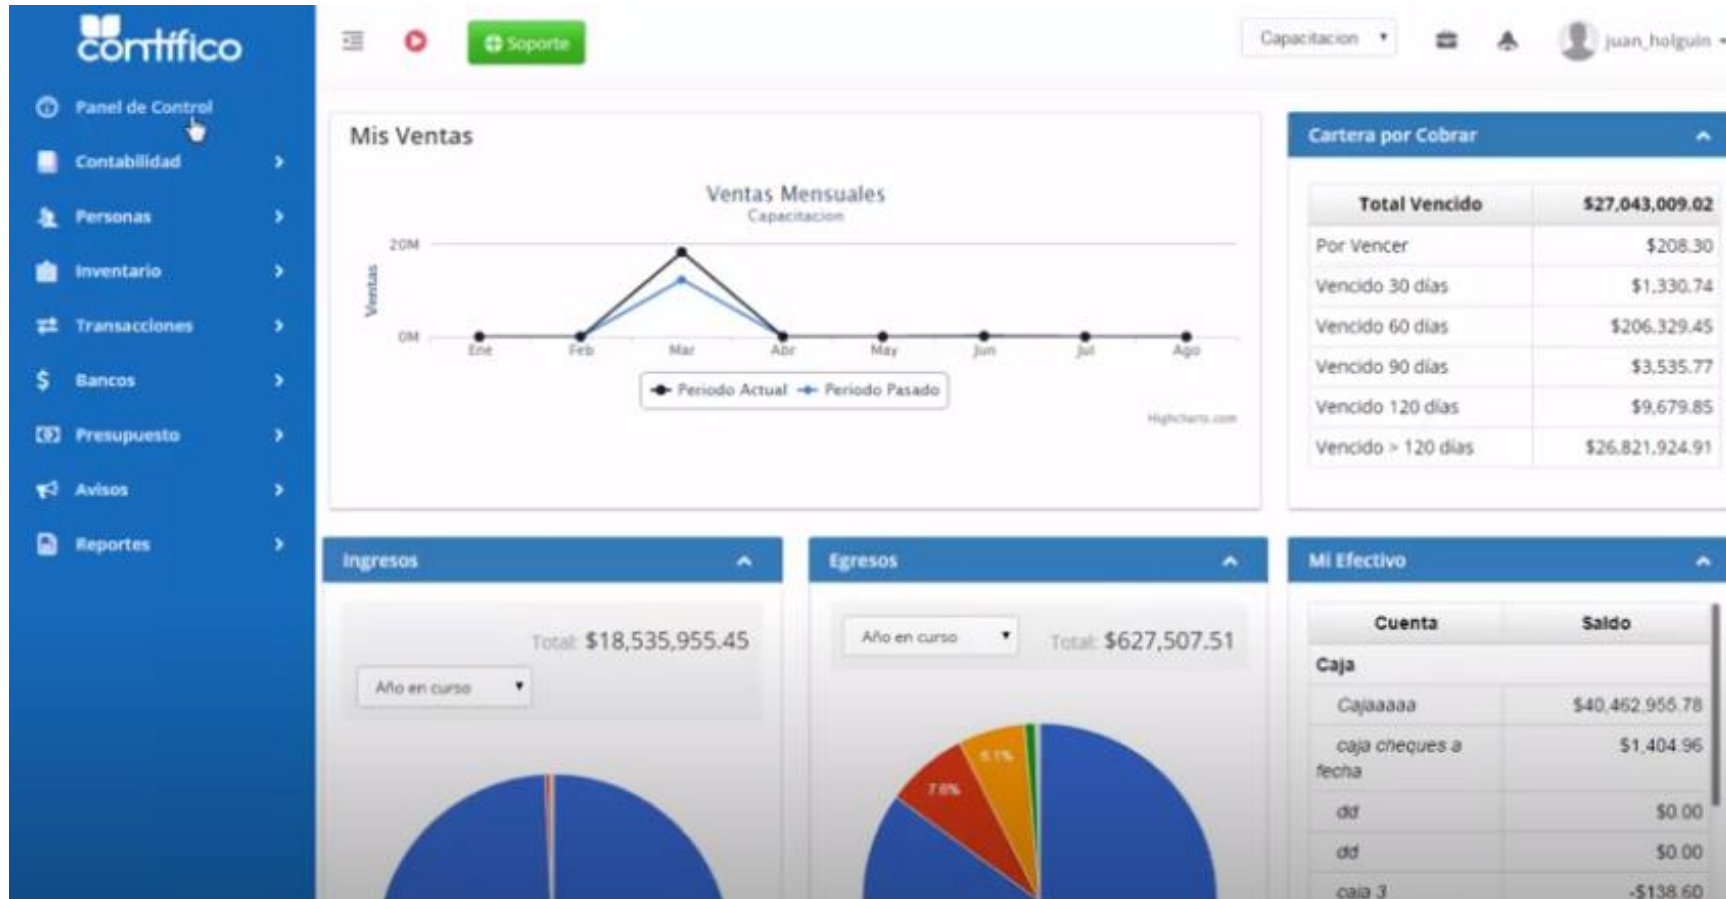 contífico
Soporte
Capacitacion
juan_holguin
Panel de Control
Contabilidad
Personas
Inventario
Transacciones
$ Bancos
Presupuesto
Avisos
Reportes
Mis Ventas
Ventas Mensuales
Capacitacion
Ventas
20M
0M
Ene Feb Mar Abr May Jun Jul Ago
Periodo Actual Periodo Pasado
Highcharts.com
Cartera por Cobrar
Total Vencido $27,043,009.02
Por Vencer $208.30
Vencido 30 días $1,330.74
Vencido 60 días $206,329.45
Vencido 90 días $3,535.77
Vencido 120 días $9,679.85
Vencido > 120 días $26,821,924.91
Ingresos
Total: $18,535,955.45
Año en curso
Egresos
Año en curso Total: $627,507.51
6.1%
7.6%
Mi Efectivo
Cuenta Saldo
Caja
Cajaaaaa $40,462,955.78
caja cheques a $1,404.96
fecha
dd $0.00
dd $0.00
caja 3 -$138.60